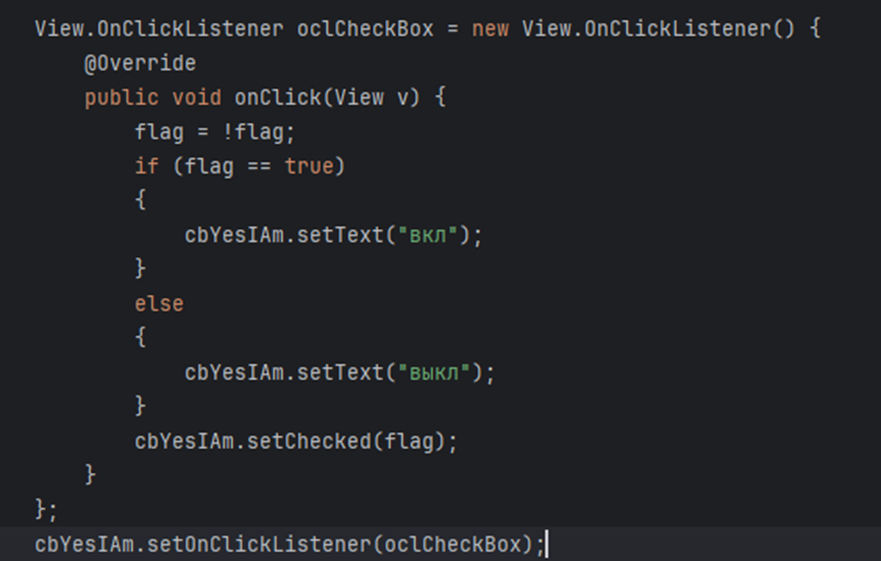 View.OnClickListener oclCheckBox = new View.OnClickListener() {
    @Override
    public void onClick(View v) {
        flag = !flag;
        if (flag == true)
        {
            cbYesIAm.setText("вкл");
        }
        else
        {
            cbYesIAm.setText("выкл");
        }
        cbYesIAm.setChecked(flag);
    }
};
cbYesIAm.setOnClickListener(oclCheckBox);